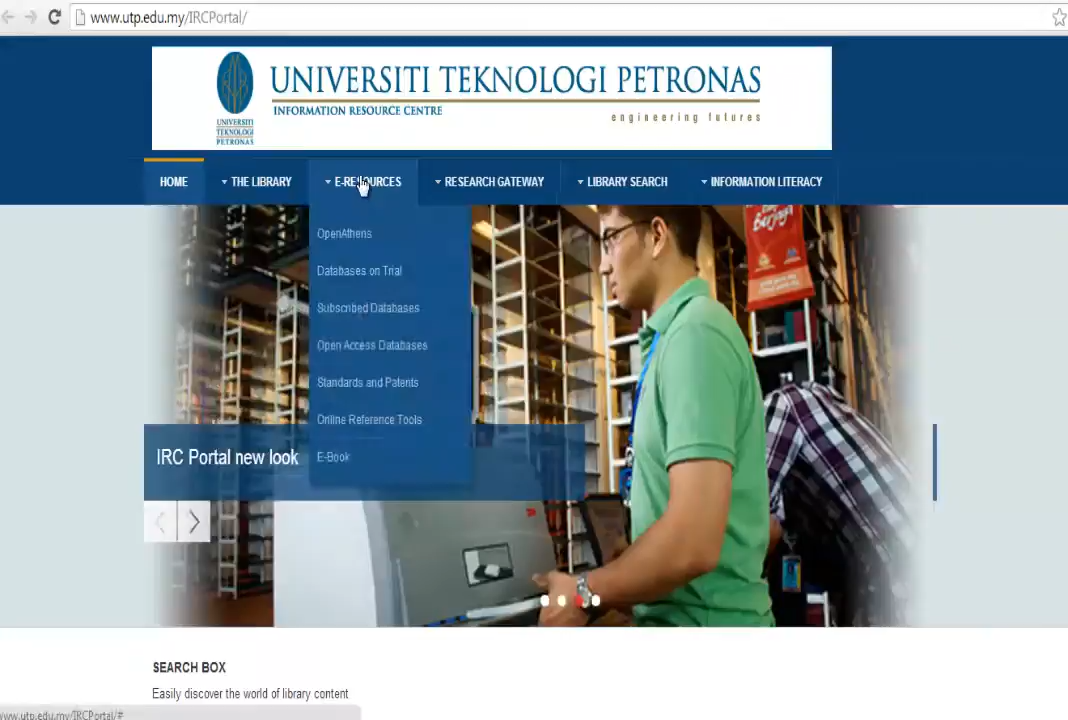 www.utp.edu.my/IRCPortal/
UNIVERSITI TEKNOLOGI PETRONAS
INFORMATION RESOURCE CENTRE
engineering futures
UNIVERSITI
TEKNOLOGI
PETRONAS
HOME
THE LIBRARY
E-RESOURCES
RESEARCH GATEWAY
LIBRARY SEARCH
INFORMATION LITERACY
OpenAthens
Databases on Trial
Subscribed Databases
Open Access Databases
Standards and Patents
Online Reference Tools
E-Book
IRC Portal new look
SEARCH BOX
Easily discover the world of library content
www.utp.edu.my/IRCPortal/#